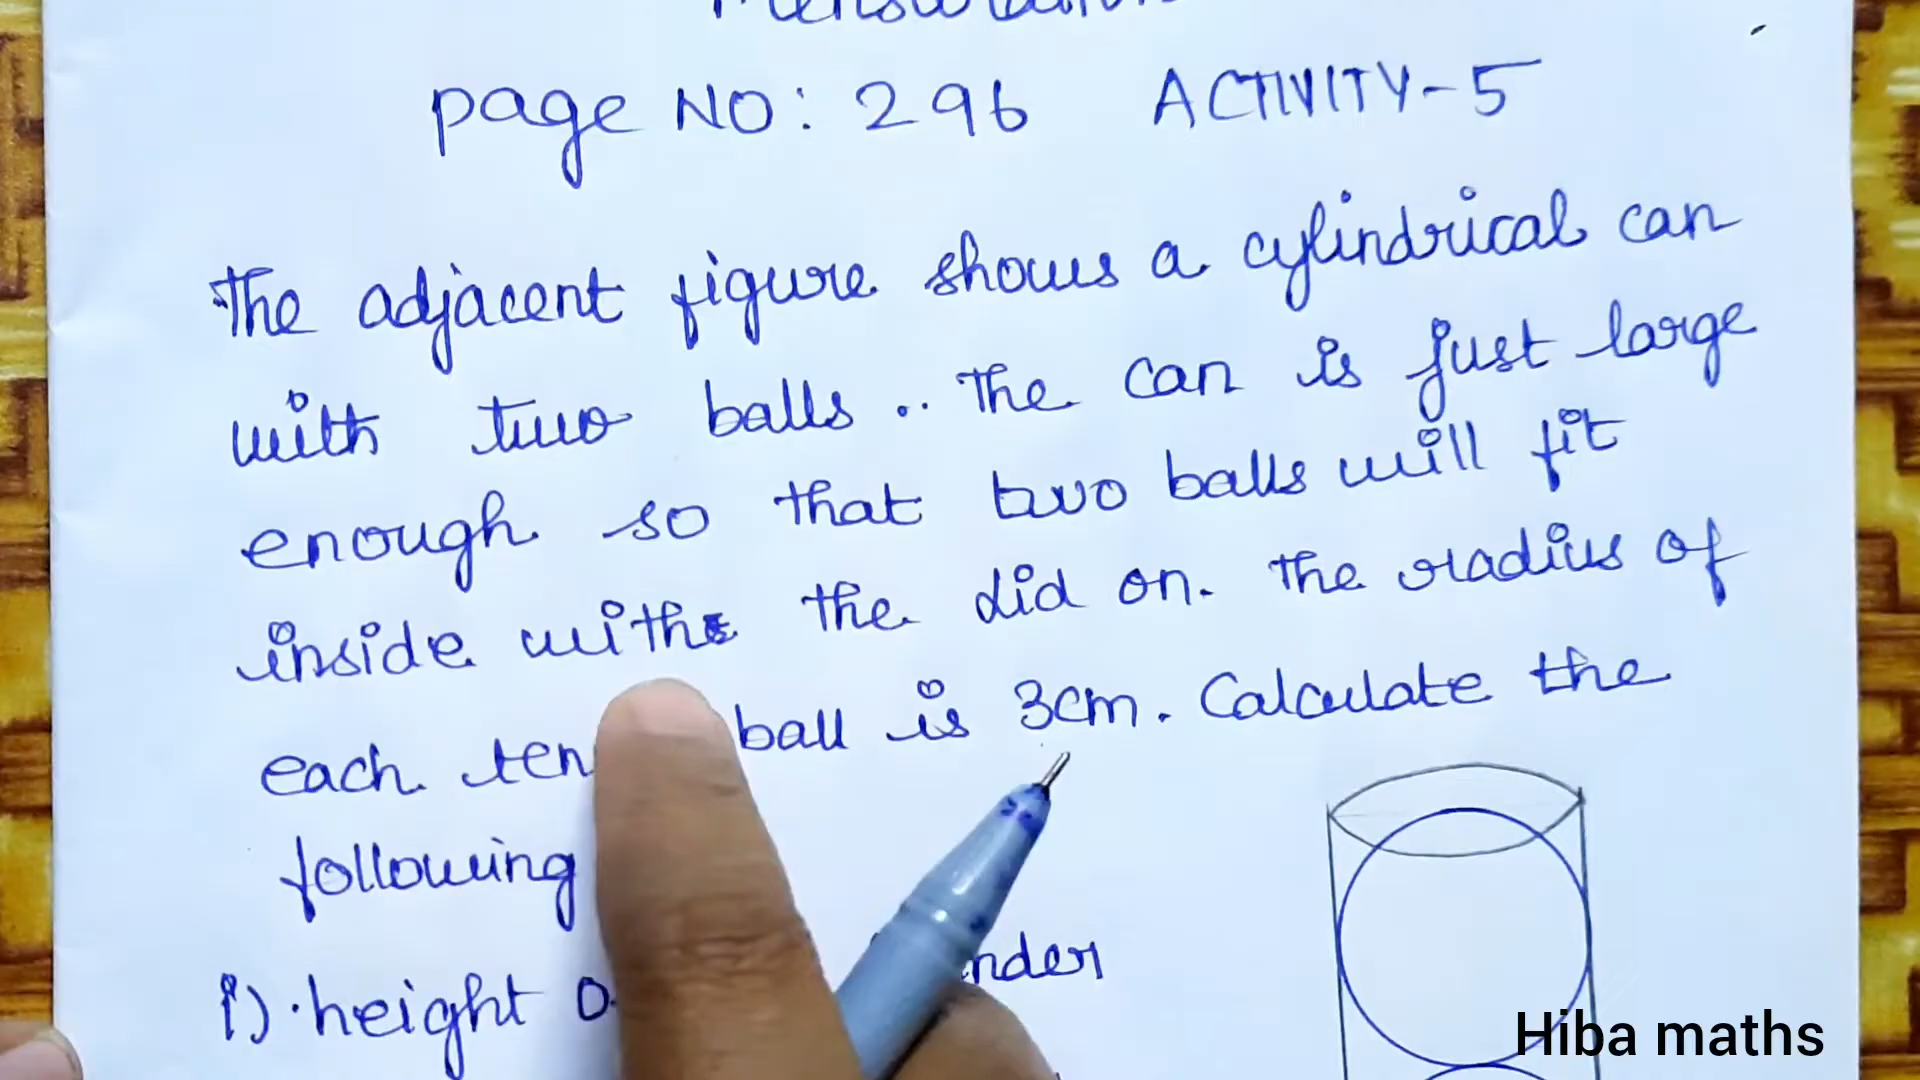 page NO: 296 ACTIVITY-5
The adjacent figure shows a cylindrical can
with two balls .. The can is just large
enough so that two balls will fit
inside with the lid on. The radius of
each ball is 3cm. Calculate the
following
i). height
Hiba maths